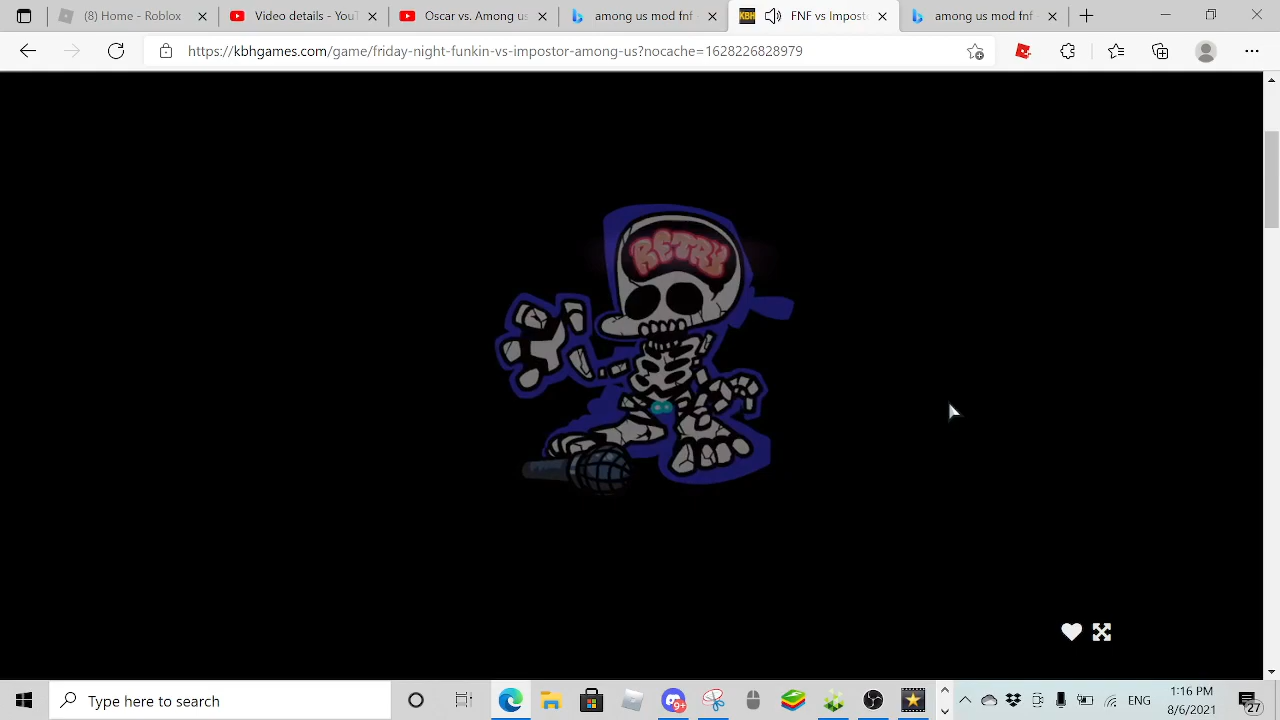 (8) Home - Roblox
Video details - YouT
Oscar √among us
among us mod fnf -
KBH
FNF vs Impost
among us mod fnf -
https://kbhgames.com/game/friday-night-funkin-vs-impostor-among-us?nocache=1628226828979
RETRY
Type here to search
ENG
1:16 PM
8/6/2021
27